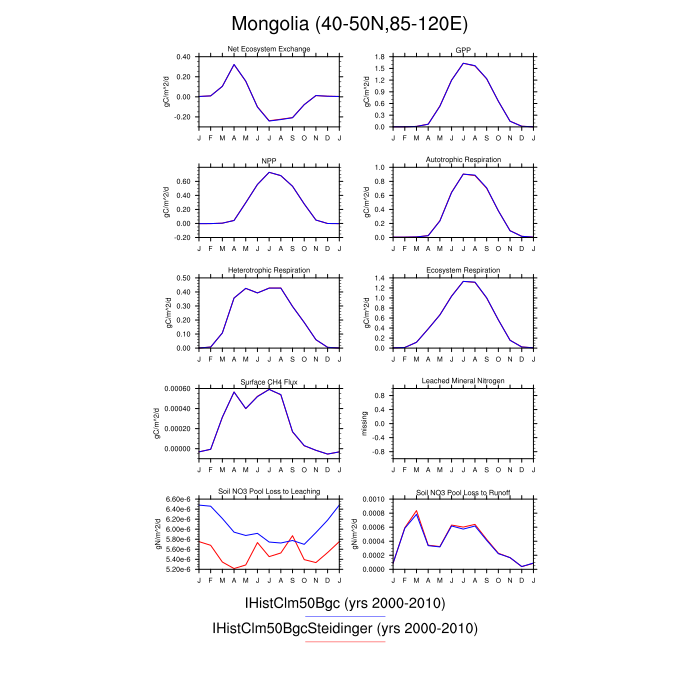 Mongolia (40-50N,85-120E)
Net Ecosystem Exchange
GPP
gC/m^2/d
0.40
0.20
0.00
-0.20
J F M A M J J A S O N D J
gC/m^2/d
1.8
1.5
1.2
0.9
0.6
0.3
0.0
J F M A M J J A S O N D J
NPP
Autotrophic Respiration
gC/m^2/d
0.60
0.40
0.20
0.00
-0.20
J F M A M J J A S O N D J
gC/m^2/d
1.0
0.8
0.6
0.4
0.2
0.0
J F M A M J J A S O N D J
Heterotrophic Respiration
Ecosystem Respiration
gC/m^2/d
0.50
0.40
0.30
0.20
0.10
0.00
J F M A M J J A S O N D J
gC/m^2/d
1.4
1.2
1.0
0.8
0.6
0.4
0.2
0.0
J F M A M J J A S O N D J
Surface CH4 Flux
Leached Mineral Nitrogen
gC/m^2/d
0.00060
0.00040
0.00020
0.00000
J F M A M J J A S O N D J
missing
0.8
0.4
-0.0
-0.4
-0.8
J F M A M J J A S O N D J
Soil NO3 Pool Loss to Leaching
Soil NO3 Pool Loss to Runoff
gN/m^2/d
6.60e-6
6.40e-6
6.20e-6
6.00e-6
5.80e-6
5.60e-6
5.40e-6
5.20e-6
J F M A M J J A S O N D J
gN/m^2/d
0.0010
0.0008
0.0006
0.0004
0.0002
0.0000
J F M A M J J A S O N D J
IHistClm50Bgc (yrs 2000-2010)
IHistClm50BgcSteidinger (yrs 2000-2010)